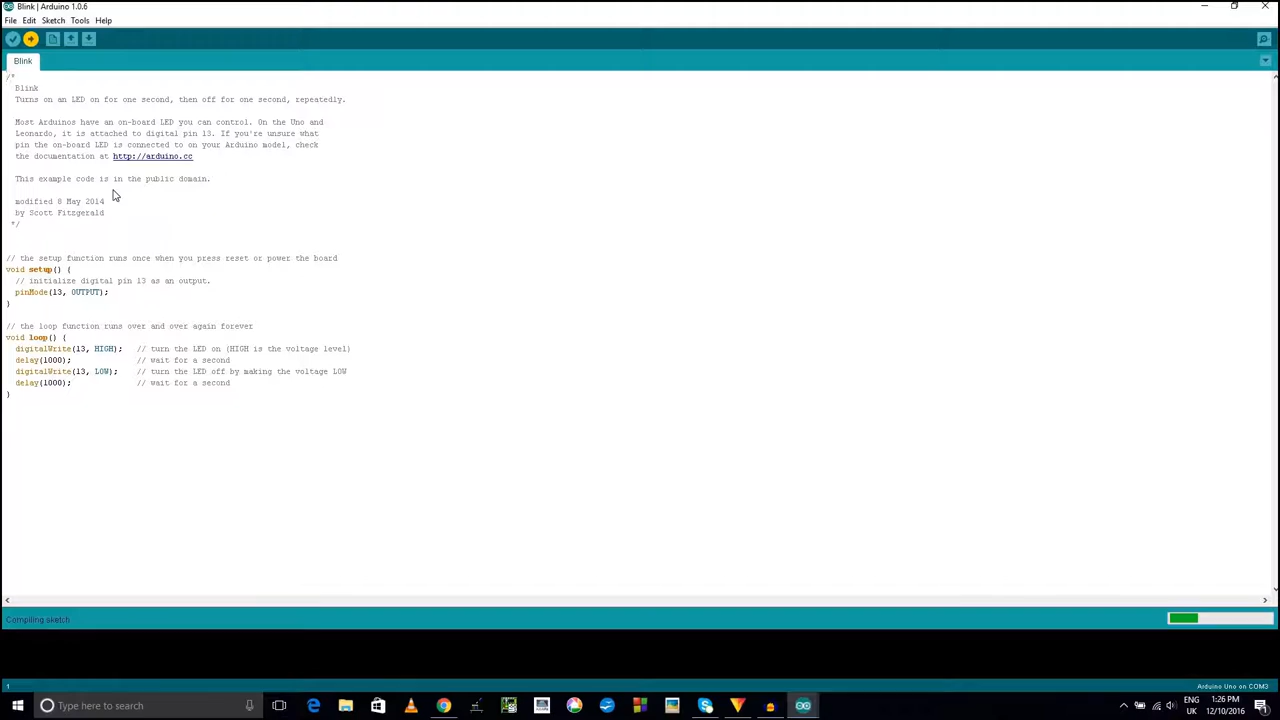 Blink | Arduino 1.0.6
File Edit Sketch Tools Help
Blink
/*
Blink
Turns on an LED on for one second, then off for one second, repeatedly.
Most Arduinos have an on-board LED you can control. On the Uno and
Leonardo, it is attached to digital pin 13. If you're unsure what
pin the on-board LED is connected to on your Arduino model, check
the documentation at http://arduino.cc
This example code is in the public domain.
modified 8 May 2014
by Scott Fitzgerald
*/
// the setup function runs once when you press reset or power the board
void setup() {
// initialize digital pin 13 as an output.
pinMode(13, OUTPUT);
}
// the loop function runs over and over again forever
void loop() {
digitalWrite(13, HIGH);   // turn the LED on (HIGH is the voltage level)
delay(1000);              // wait for a second
digitalWrite(13, LOW);    // turn the LED off by making the voltage LOW
delay(1000);              // wait for a second
}
Compiling sketch
1
Arduino Uno on COM3
Type here to search
ENG
UK
1:26 PM
12/10/2016
1